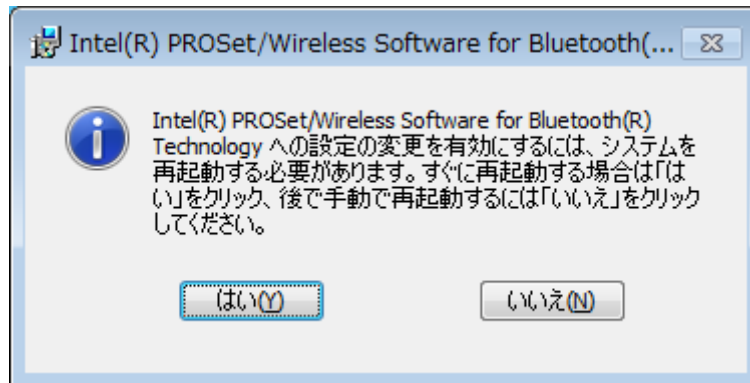 Intel(R) PROSet/Wireless Software for Bluetooth(...
Intel(R) PROSet/Wireless Software for Bluetooth(R)
Technology への設定の変更を有効にするには、システムを
再起動する必要があります。すぐに再起動する場合は「は
い」をクリック、後で手動で再起動するには「いいえ」をクリック
してください。
はい(Y)
いいえ(N)